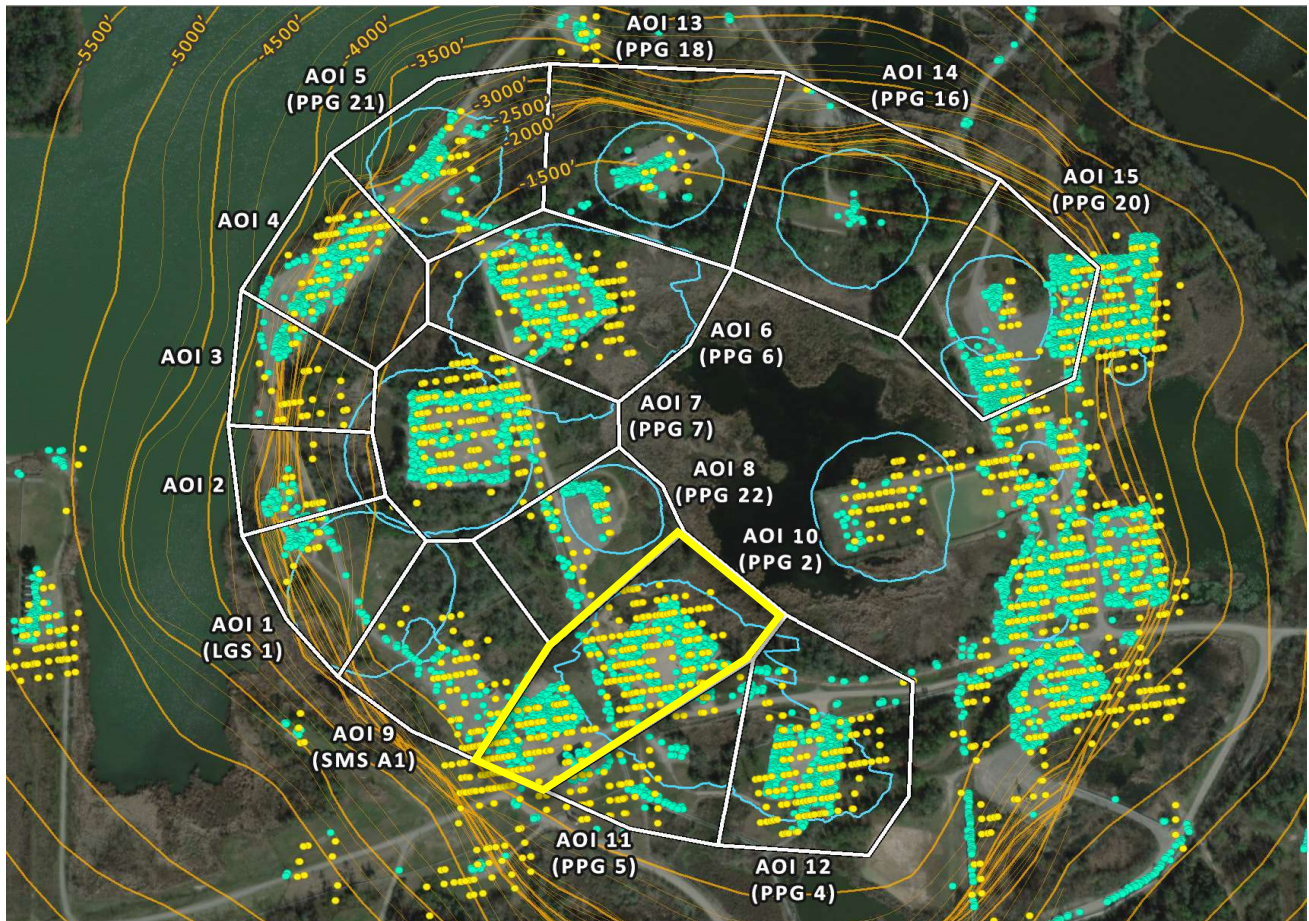 -5500'
-5000'
-4500'
-4000'
-3500'
-3000'
-2500'
-2000'
-1500'
AOI 13
(PPG 18)
AOI 14
(PPG 16)
AOI 5
(PPG 21)
AOI 15
(PPG 20)
AOI 4
AOI 3
AOI 6
(PPG 6)
AOI 7
(PPG 7)
AOI 2
AOI 8
(PPG 22)
AOI 10
(PPG 2)
AOI 1
(LGS 1)
AOI 9
(SMS A1)
AOI 11
(PPG 5)
AOI 12
(PPG 4)